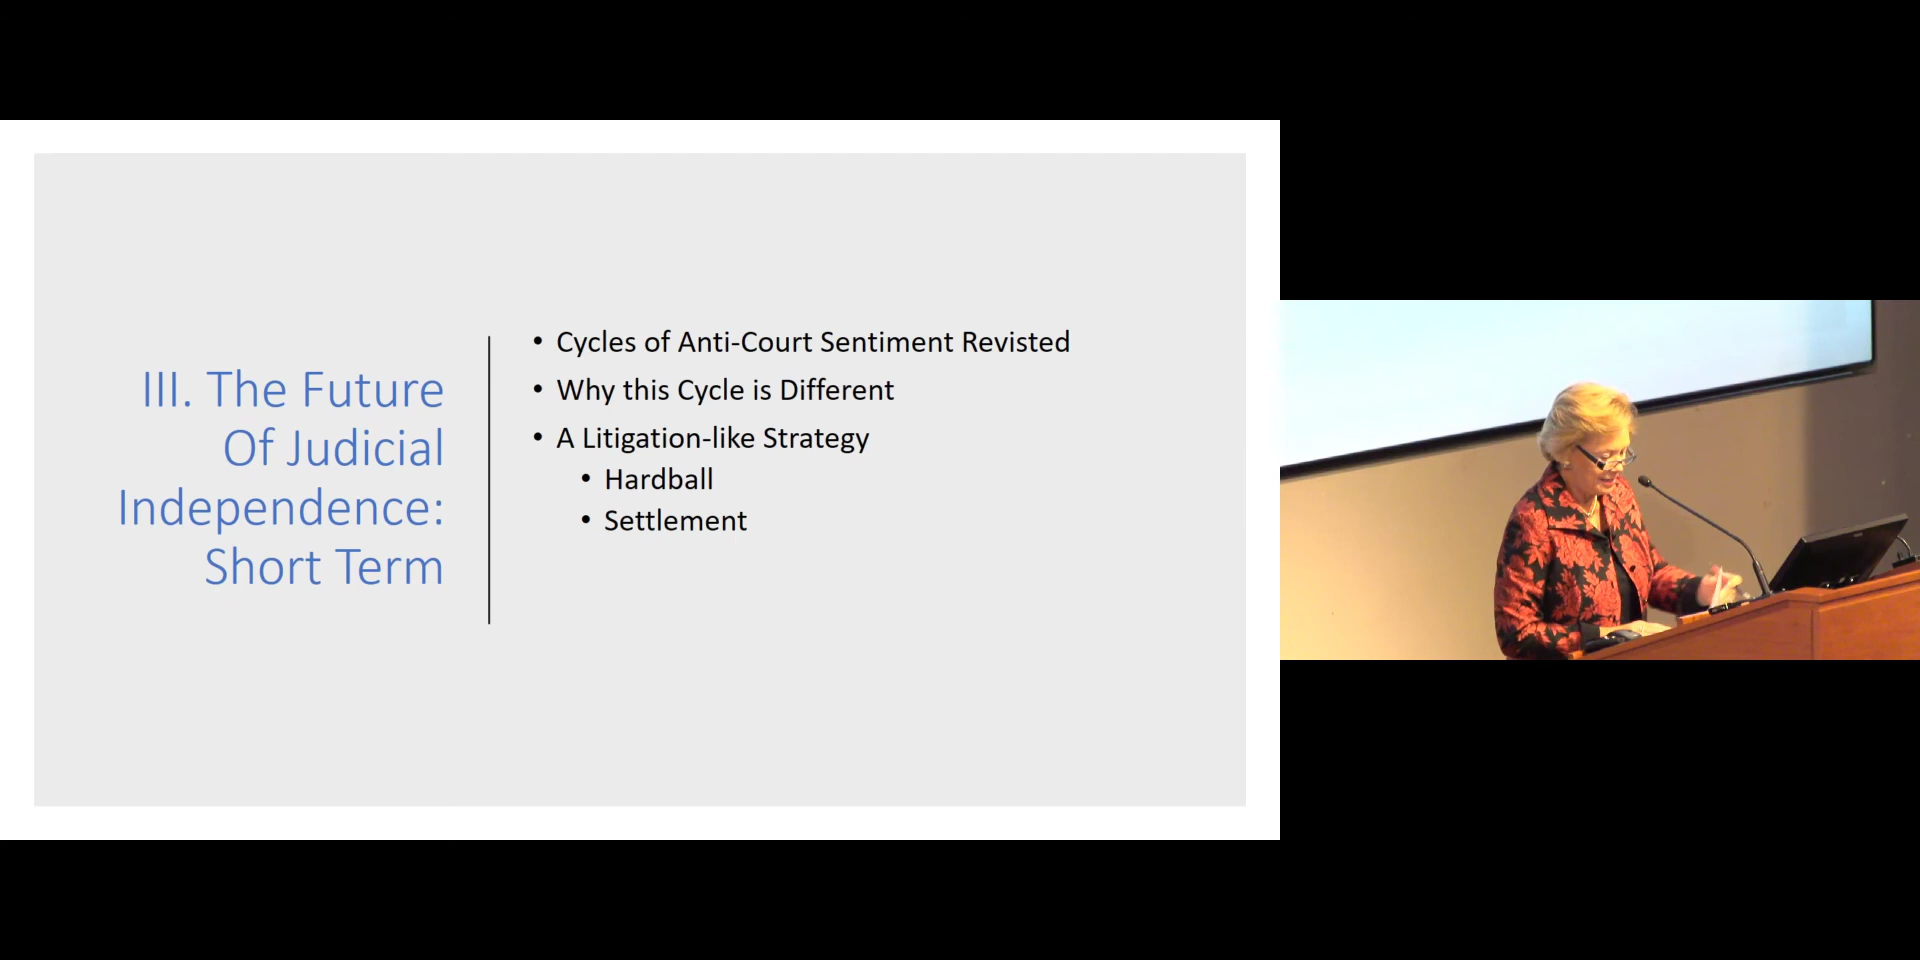 III. The Future
Of Judicial
Independence:
Short Term
• Cycles of Anti-Court Sentiment Revisted
• Why this Cycle is Different
• A Litigation-like Strategy
• Hardball
• Settlement